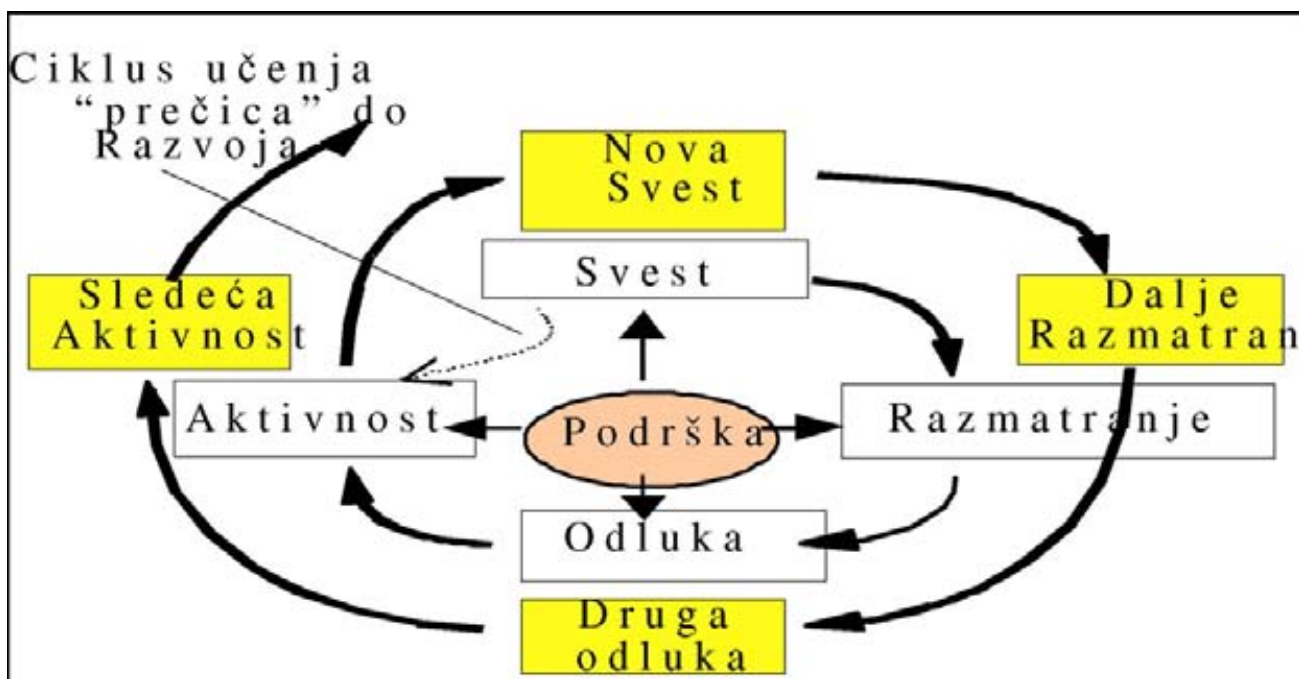 Ciklus učenja
“prečica” do
Razvoja
Nova
Svest
Svest
Sledeća
Aktivnost
Dalje
Razmatran
Aktivnost
Podrška
Razmatranje
Odluka
Druga
odluka